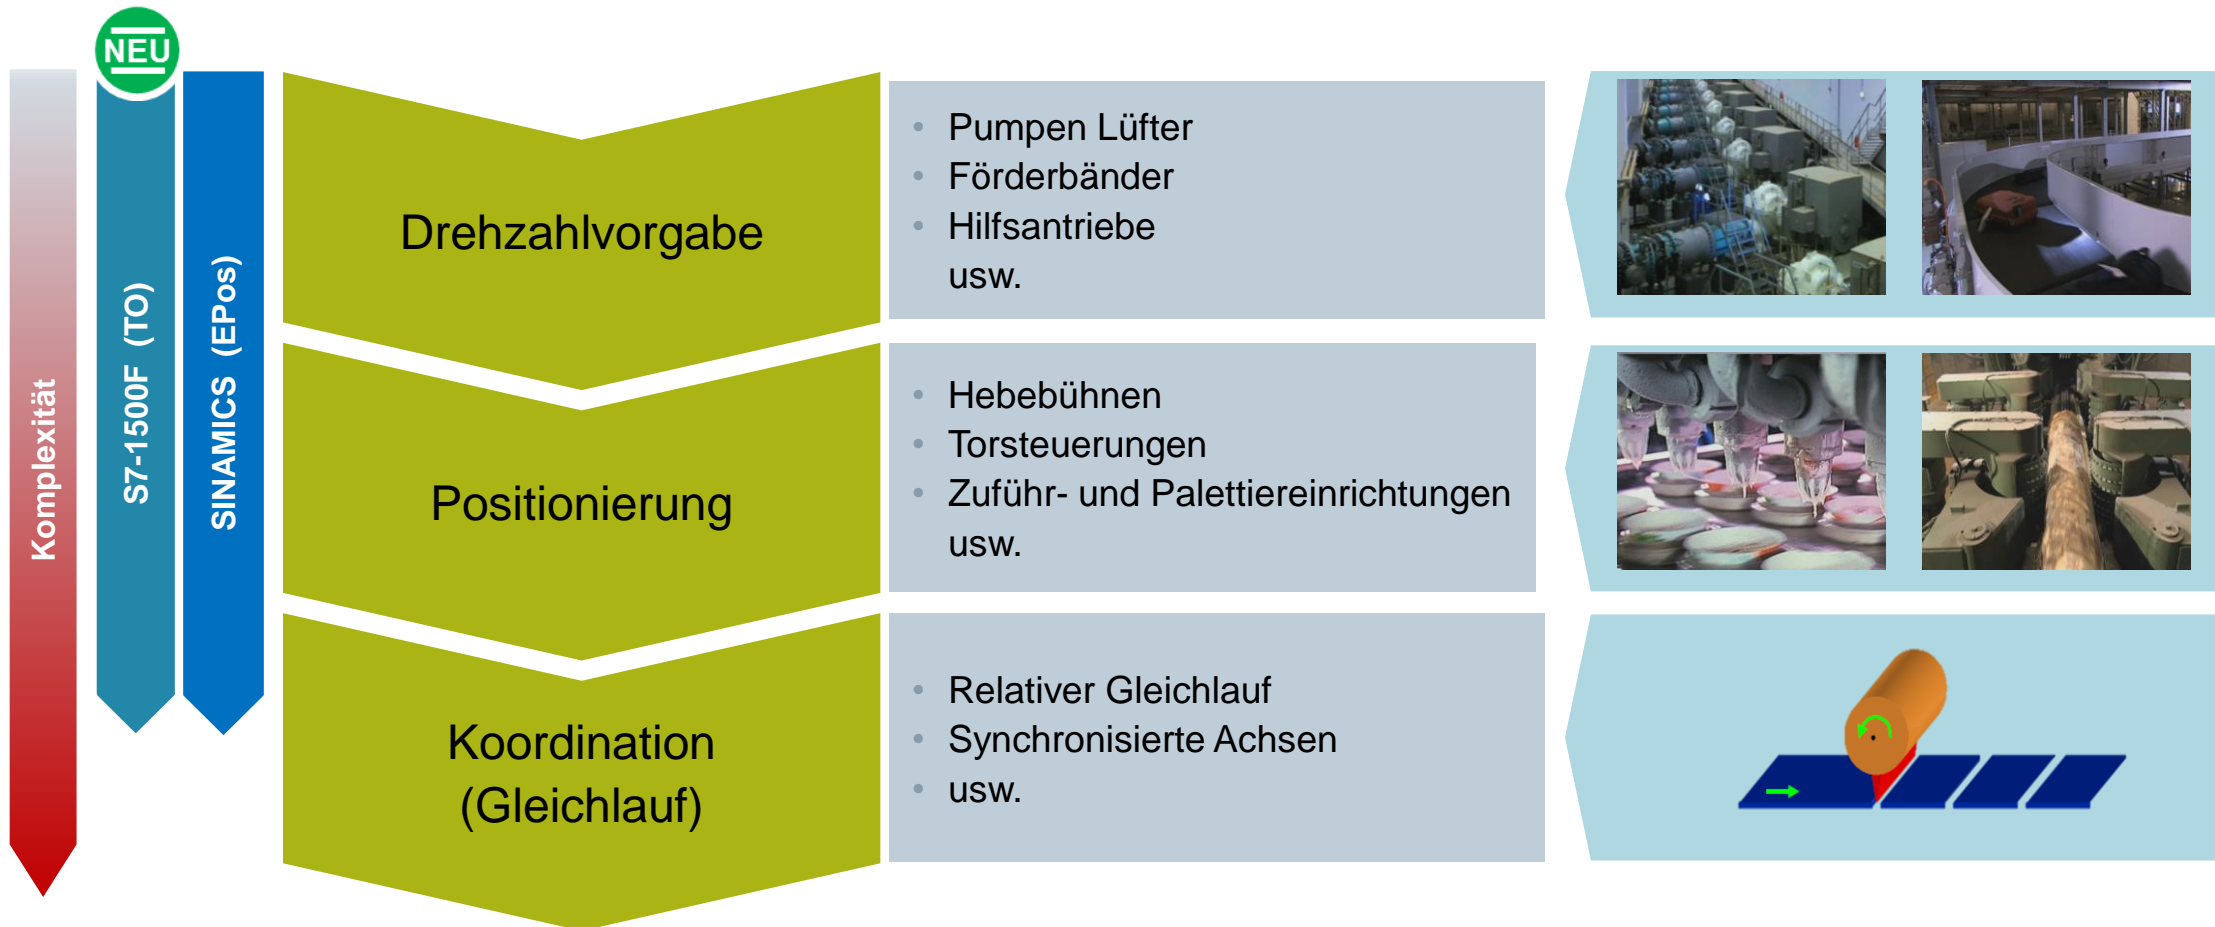 NEU
Komplexität
S7-1500F (TO)
SINAMICS (EPos)
Drehzahlvorgabe
• Pumpen Lüfter
• Förderbänder
• Hilfsantriebe
usw.
Positionierung
• Hebebühnen
• Torsteuerungen
• Zuführ- und Palettiereinrichtungen
usw.
Koordination
(Gleichlauf)
• Relativer Gleichlauf
• Synchronisierte Achsen
• usw.